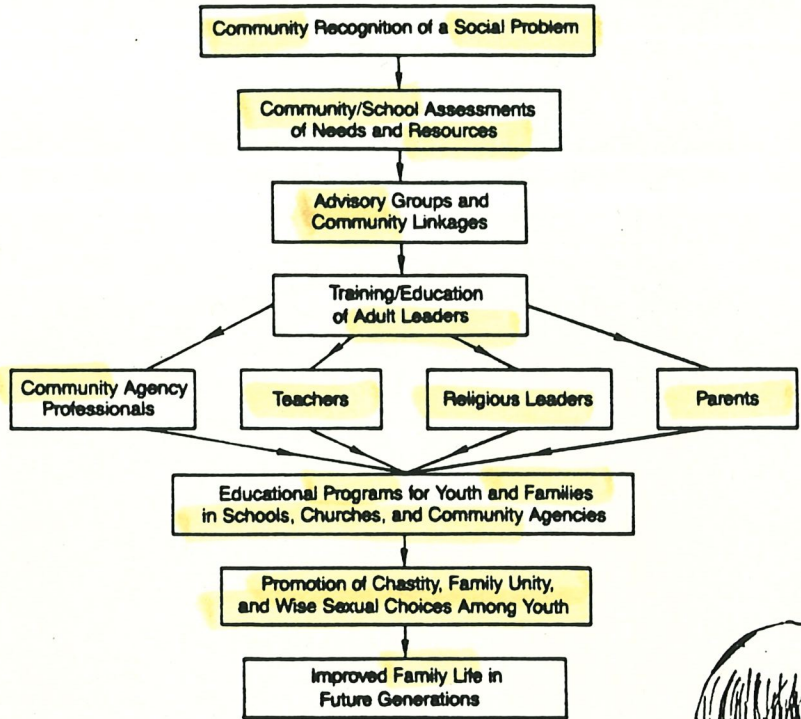 Community Recognition of a Social Problem
Community/School Assessments
of Needs and Resources
Advisory Groups and
Community Linkages
Training/Education
of Adult Leaders
Community Agency
Professionals
Teachers
Religious Leaders
Parents
Educational Programs for Youth and Families
in Schools, Churches, and Community Agencies
Promotion of Chastity, Family Unity,
and Wise Sexual Choices Among Youth
Improved Family Life in
Future Generations